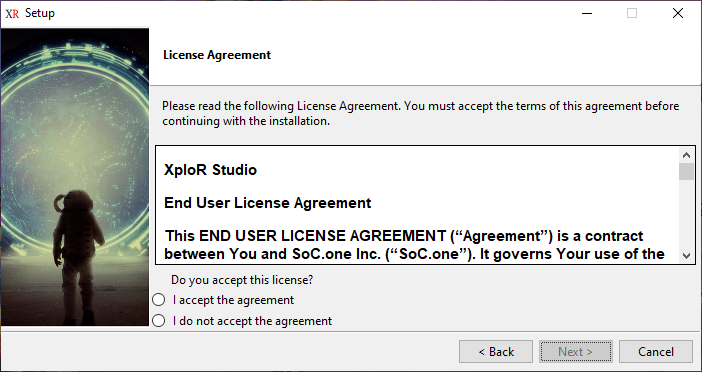 XR Setup
License Agreement
Please read the following License Agreement. You must accept the terms of this agreement before
continuing with the installation.
XploR Studio
End User License Agreement
This END USER LICENSE AGREEMENT (“Agreement”) is a contract
between You and SoC.one Inc. (“SoC.one”). It governs Your use of the
Do you accept this license?
I accept the agreement
I do not accept the agreement
< Back
Next >
Cancel